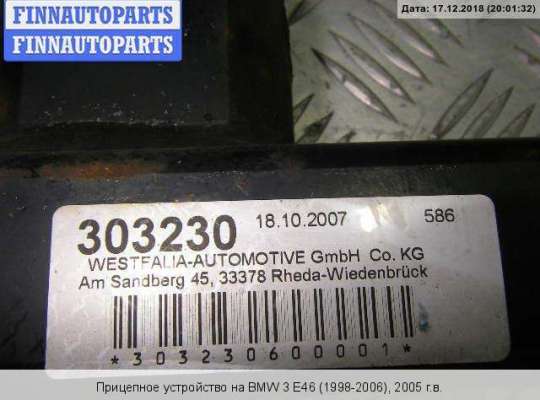 Дата: 17.12.2018 (20:01:32)
FINNAUTOPARTS
FINNAUTOPARTS
303230 18.10.2007 586
WESTFALIA-AUTOMOTIVE GmbH Co. KG
Am Sandberg 45, 33378 Rheda-Wiedenbrück
*303230600001*
Прицепное устройство на BMW 3 E46 (1998-2006), 2005 г.в.